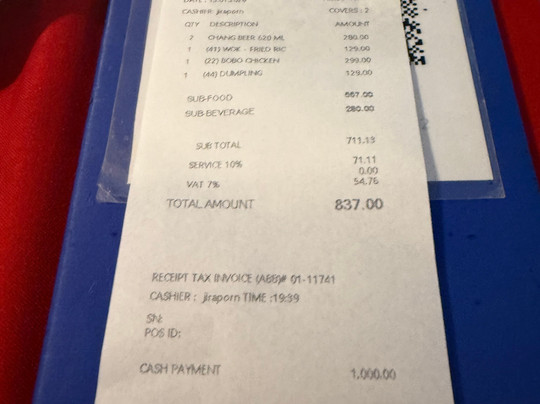 CASHIER: jiraporn COVERS : 2
QTY DESCRIPTION AMOUNT
2 CHANG BEER 620 ML 280.00
1 (41) WOK - FRIED RIC 129.00
1 (22) BOBO CHICKEN 299.00
1 (44) DUMPLING 129.00
SUB-FOOD 557.00
SUB-BEVERAGE 280.00
SUB TOTAL 711.13
SERVICE 10% 71.11
0.00
VAT 7% 54.76
TOTAL AMOUNT 837.00
RECEIPT TAX INVOICE (ABB)# 01-11741
CASHIER : jiraporn TIME :19:39
SN:
POS ID:
CASH PAYMENT 1,000.00